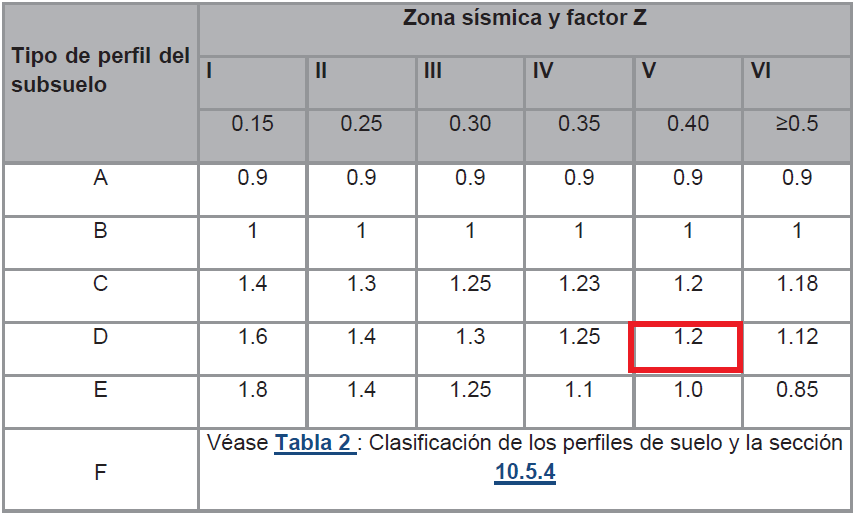 Zona sísmica y factor Z
Tipo de perfil del
subsuelo
I II III IV V VI
0.15 0.25 0.30 0.35 0.40 ≥0.5
A 0.9 0.9 0.9 0.9 0.9 0.9
B 1 1 1 1 1 1
C 1.4 1.3 1.25 1.23 1.2 1.18
D 1.6 1.4 1.3 1.25 1.2 1.12
E 1.8 1.4 1.25 1.1 1.0 0.85
F
Véase Tabla 2 : Clasificación de los perfiles de suelo y la sección
10.5.4